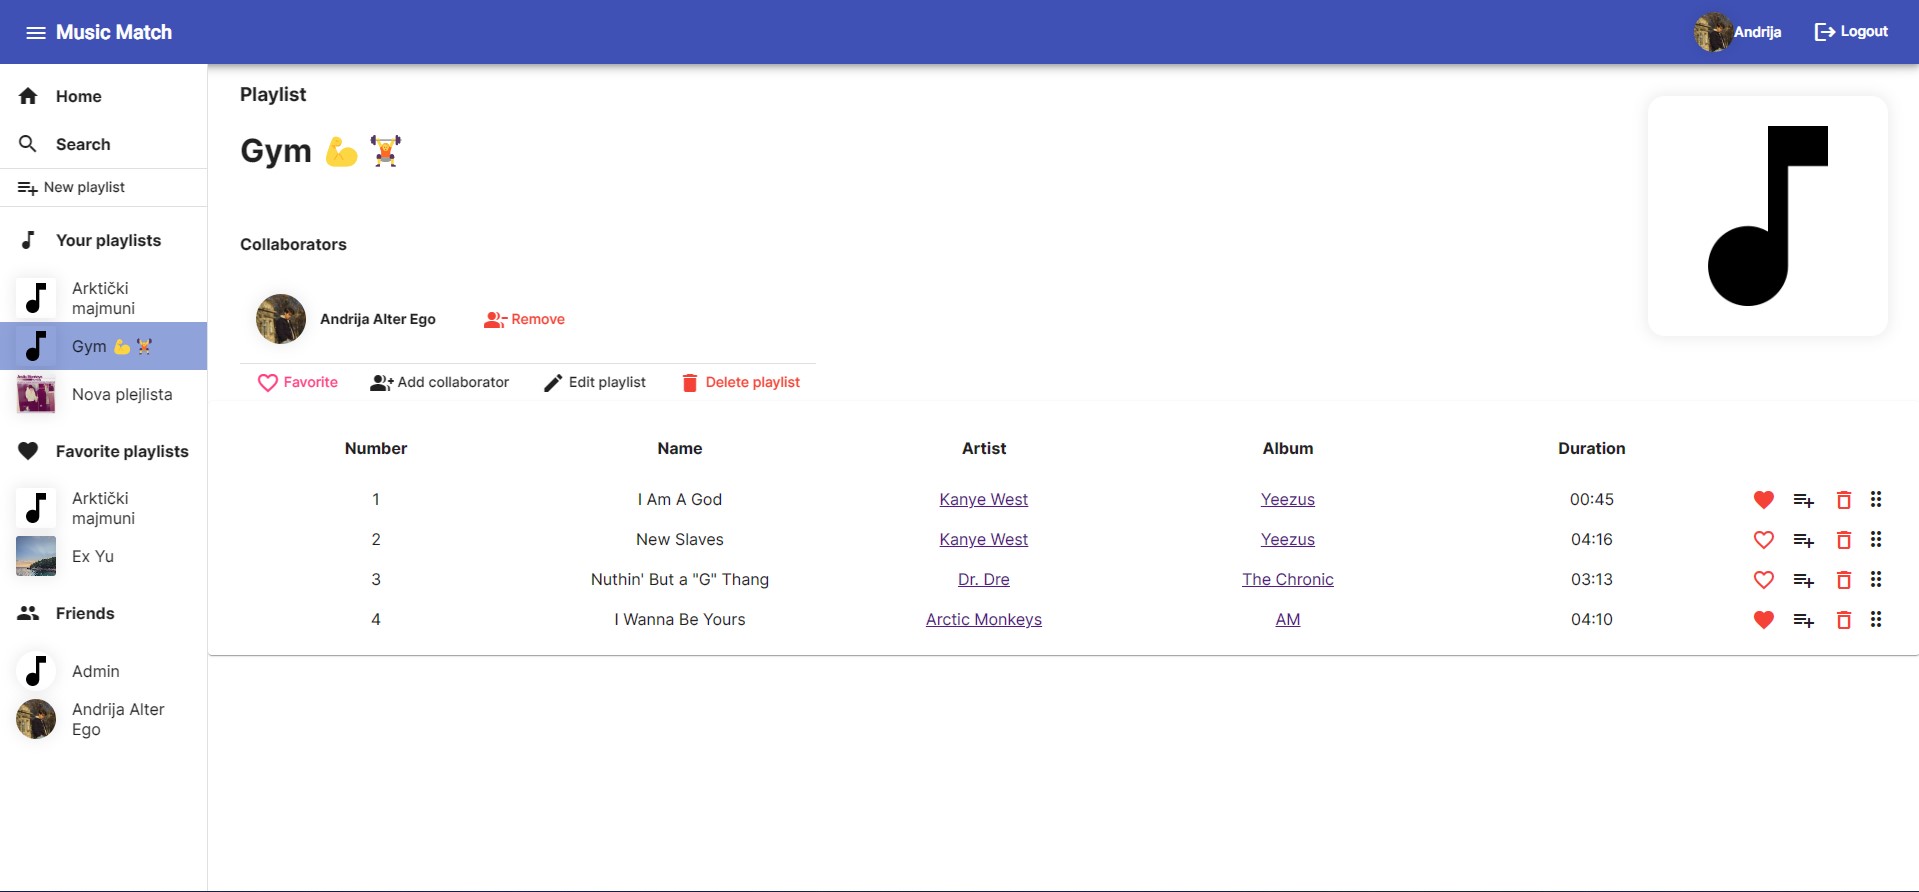 Music Match
Andrija
Logout
Home
Search
New playlist
Your playlists
Arktički
majmuni
Gym 💪 🏋️
Nova plejlista
Favorite playlists
Arktički
majmuni
Ex Yu
Friends
Admin
Andrija Alter
Ego
Playlist
Gym 💪 🏋️
Collaborators
Andrija Alter Ego Remove
Favorite Add collaborator Edit playlist Delete playlist
Number Name Artist Album Duration
1 I Am A God Kanye West Yeezus 00:45
2 New Slaves Kanye West Yeezus 04:16
3 Nuthin' But a "G" Thang Dr. Dre The Chronic 03:13
4 I Wanna Be Yours Arctic Monkeys AM 04:10